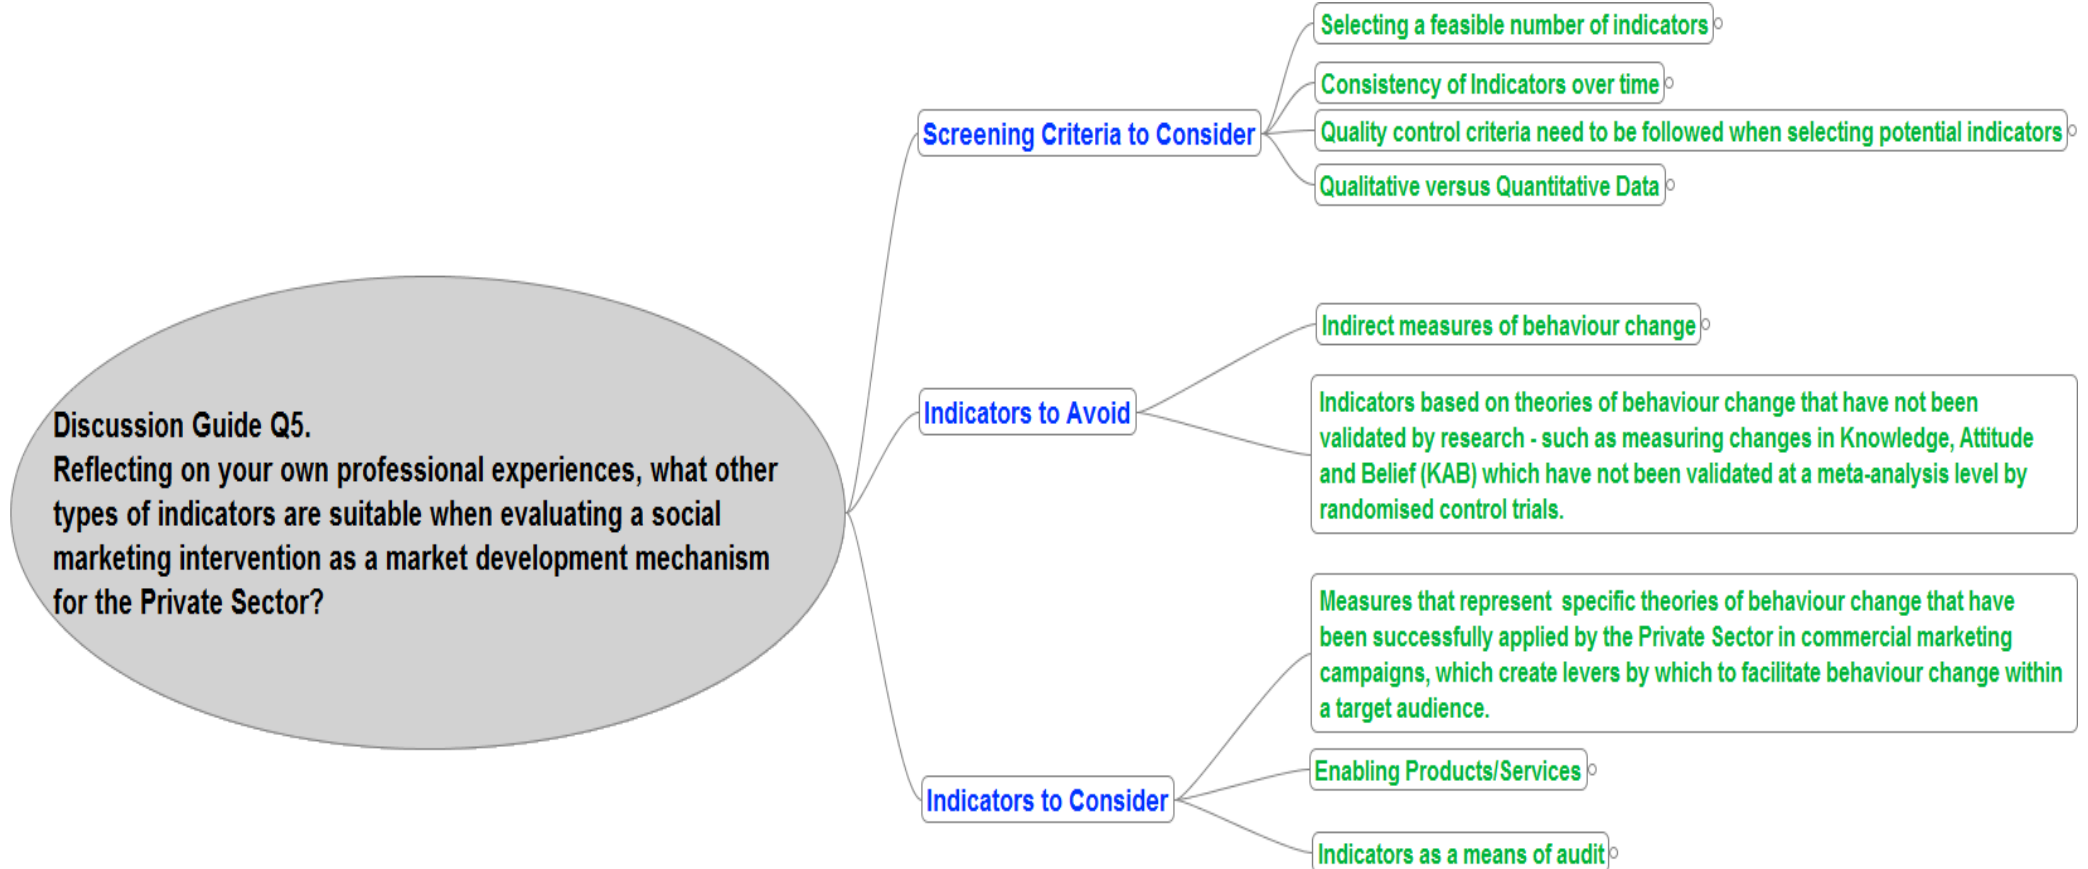 Discussion Guide Q5.
Reflecting on your own professional experiences, what other
types of indicators are suitable when evaluating a social
marketing intervention as a market development mechanism
for the Private Sector?
Screening Criteria to Consider
Selecting a feasible number of indicators
Consistency of Indicators over time
Quality control criteria need to be followed when selecting potential indicators
Qualitative versus Quantitative Data
Indicators to Avoid
Indirect measures of behaviour change
Indicators based on theories of behaviour change that have not been
validated by research - such as measuring changes in Knowledge, Attitude
and Belief (KAB) which have not been validated at a meta-analysis level by
randomised control trials.
Indicators to Consider
Measures that represent  specific theories of behaviour change that have
been successfully applied by the Private Sector in commercial marketing
campaigns, which create levers by which to facilitate behaviour change within
a target audience.
Enabling Products/Services
Indicators as a means of audit